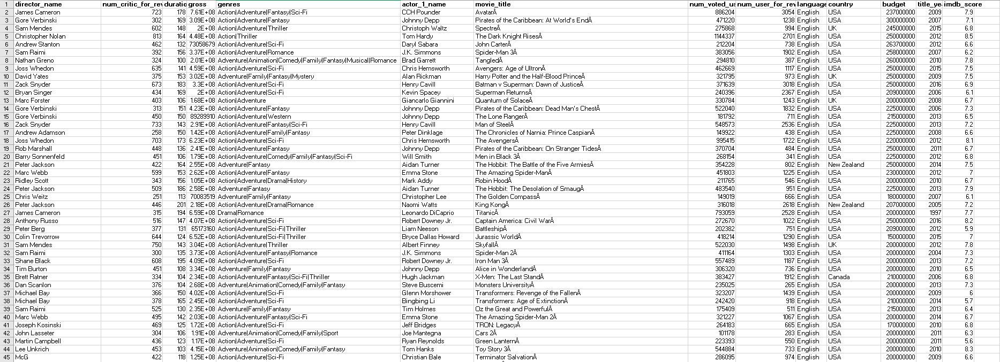 1 director_name num_critic_for_rev duratio gross genres actor_1_name movie_title num_voted_us num_user_for_rev language country budget title_ye imdb_score
2 James Cameron 723 178 7.61E+08 Action|Adventure|Fantasy|Sci-Fi CCH Pounder AvatarÂ 886204 3054 English USA 237000000 2009 7.9
3 Gore Verbinski 302 169 3.09E+08 Action|Adventure|Fantasy Johnny Depp Pirates of the Caribbean: At World's EndÂ 471220 1238 English USA 300000000 2007 7.1
4 Sam Mendes 602 148 2E+08 Action|Adventure|Thriller Christoph Waltz SpectreÂ 275868 994 English UK 245000000 2015 6.8
5 Christopher Nolan 813 164 4.48E+08 Action|Thriller Tom Hardy The Dark Knight RisesÂ 1144337 2701 English USA 250000000 2012 8.5
6 Andrew Stanton 462 132 73058679 Action|Adventure|Sci-Fi Daryl Sabara John CarterÂ 212204 738 English USA 263700000 2012 6.6
7 Sam Raimi 392 156 3.37E+08 Action|Adventure|Romance J.K. Simmons Spider-Man 3Â 383056 1902 English USA 258000000 2007 6.2
8 Nathan Greno 324 100 2.01E+08 Adventure|Animation|Comedy|Family|Fantasy|Musical|Romance Brad Garrett TangledÂ 294810 387 English USA 260000000 2010 7.8
9 Joss Whedon 635 141 4.59E+08 Action|Adventure|Sci-Fi Chris Hemsworth Avengers: Age of UltronÂ 462669 1117 English USA 250000000 2015 7.5
10 David Yates 375 153 3.02E+08 Adventure|Family|Fantasy|Mystery Alan Rickman Harry Potter and the Half-Blood PrinceÂ 321795 973 English UK 250000000 2009 7.5
11 Zack Snyder 673 183 3.3E+08 Action|Adventure|Sci-Fi Henry Cavill Batman v Superman: Dawn of JusticeÂ 371639 3018 English USA 250000000 2016 6.9
12 Bryan Singer 434 169 2E+08 Action|Adventure|Sci-Fi Kevin Spacey Superman ReturnsÂ 240396 2367 English USA 209000000 2006 6.1
13 Marc Forster 403 106 1.68E+08 Action|Adventure Giancarlo Giannini Quantum of SolaceÂ 330784 1243 English UK 200000000 2008 6.7
14 Gore Verbinski 313 151 4.23E+08 Action|Adventure|Fantasy Johnny Depp Pirates of the Caribbean: Dead Man's ChestÂ 522040 1832 English USA 225000000 2006 7.3
15 Gore Verbinski 450 150 89289910 Action|Adventure|Western Johnny Depp The Lone RangerÂ 181792 711 English USA 215000000 2013 6.5
16 Zack Snyder 733 143 2.91E+08 Action|Adventure|Fantasy|Sci-Fi Henry Cavill Man of SteelÂ 548573 2536 English USA 225000000 2013 7.2
17 Andrew Adamson 258 150 1.42E+08 Action|Adventure|Family|Fantasy Peter Dinklage The Chronicles of Narnia: Prince CaspianÂ 149922 438 English USA 225000000 2008 6.6
18 Joss Whedon 703 173 6.23E+08 Action|Adventure|Sci-Fi Chris Hemsworth The AvengersÂ 995415 1722 English USA 220000000 2012 8.1
19 Rob Marshall 448 136 2.41E+08 Action|Adventure|Fantasy Johnny Depp Pirates of the Caribbean: On Stranger TidesÂ 370704 484 English USA 250000000 2011 6.7
20 Barry Sonnenfeld 451 106 1.79E+08 Action|Adventure|Comedy|Family|Fantasy|Sci-Fi Will Smith Men in Black 3Â 268154 341 English USA 225000000 2012 6.8
21 Peter Jackson 422 164 2.55E+08 Adventure|Fantasy Aidan Turner The Hobbit: The Battle of the Five ArmiesÂ 354228 802 English New Zealand 250000000 2014 7.5
22 Marc Webb 599 153 2.62E+08 Action|Adventure|Fantasy Emma Stone The Amazing Spider-ManÂ 451803 1225 English USA 230000000 2012 7
23 Ridley Scott 343 156 1.05E+08 Action|Adventure|Drama|History Mark Addy Robin HoodÂ 211765 546 English USA 200000000 2010 6.7
24 Peter Jackson 509 186 2.58E+08 Adventure|Fantasy Aidan Turner The Hobbit: The Desolation of SmaugÂ 483540 951 English USA 225000000 2013 7.9
25 Chris Weitz 251 113 70083519 Adventure|Family|Fantasy Christopher Lee The Golden CompassÂ 149019 666 English USA 180000000 2007 6.1
26 Peter Jackson 446 201 2.18E+08 Action|Adventure|Drama|Romance Naomi Watts King KongÂ 316018 2618 English New Zealand 207000000 2005 7.2
27 James Cameron 315 194 6.59E+08 Drama|Romance Leonardo DiCaprio TitanicÂ 793059 2528 English USA 200000000 1997 7.7
28 Anthony Russo 516 147 4.07E+08 Action|Adventure|Sci-Fi Robert Downey Jr. Captain America: Civil WarÂ 272670 1022 English USA 250000000 2016 8.2
29 Peter Berg 377 131 65173160 Action|Adventure|Sci-Fi|Thriller Liam Neeson BattleshipÂ 202382 751 English USA 209000000 2012 5.9
30 Colin Trevorrow 644 124 6.52E+08 Action|Adventure|Sci-Fi|Thriller Bryce Dallas Howard Jurassic WorldÂ 418214 1290 English USA 150000000 2015 7
31 Sam Mendes 750 143 3.04E+08 Action|Adventure|Thriller Albert Finney SkyfallÂ 522030 1498 English UK 200000000 2012 7.8
32 Sam Raimi 300 135 3.73E+08 Action|Adventure|Fantasy|Romance J.K. Simmons Spider-Man 2Â 411164 1303 English USA 200000000 2004 7.3
33 Shane Black 608 195 4.09E+08 Action|Adventure|Sci-Fi Robert Downey Jr. Iron Man 3Â 557489 1187 English USA 200000000 2013 7.2
34 Tim Burton 451 108 3.34E+08 Adventure|Family|Fantasy Johnny Depp Alice in WonderlandÂ 306320 736 English USA 200000000 2010 6.5
35 Brett Ratner 334 104 2.34E+08 Action|Adventure|Fantasy|Sci-Fi|Thriller Hugh Jackman X-Men: The Last StandÂ 383427 1912 English Canada 210000000 2006 6.8
36 Dan Scanlon 376 104 2.68E+08 Adventure|Animation|Comedy|Family|Fantasy Steve Buscemi Monsters UniversityÂ 235025 265 English USA 200000000 2013 7.3
37 Michael Bay 366 150 4.02E+08 Action|Adventure|Sci-Fi Glenn Morshower Transformers: Revenge of the FallenÂ 323207 1439 English USA 200000000 2009 6
38 Michael Bay 378 165 2.45E+08 Action|Adventure|Sci-Fi Bingbing Li Transformers: Age of ExtinctionÂ 242420 918 English USA 210000000 2014 5.7
39 Sam Raimi 525 130 2.35E+08 Adventure|Family|Fantasy Tim Holmes Oz the Great and PowerfulÂ 175409 511 English USA 215000000 2013 6.4
40 Marc Webb 495 142 2.03E+08 Action|Adventure|Fantasy|Sci-Fi Emma Stone The Amazing Spider-Man 2Â 321227 1067 English USA 200000000 2014 6.7
41 Joseph Kosinski 469 125 1.72E+08 Action|Adventure|Sci-Fi Jeff Bridges TRON: LegacyÂ 264183 665 English USA 170000000 2010 6.8
42 John Lasseter 304 106 1.91E+08 Adventure|Animation|Comedy|Family|Sport Joe Mantegna Cars 2Â 101178 283 English USA 200000000 2011 6.3
43 Martin Campbell 436 123 1.17E+08 Action|Adventure|Sci-Fi Ryan Reynolds Green LanternÂ 223393 550 English USA 200000000 2011 5.6
44 Lee Unkrich 453 103 4.15E+08 Adventure|Animation|Comedy|Family|Fantasy Tom Hanks Toy Story 3Â 544884 733 English USA 200000000 2010 8.3
45 McG 422 118 1.25E+08 Action|Adventure|Sci-Fi Christian Bale Terminator SalvationÂ 286095 974 English USA 200000000 2009 6.6